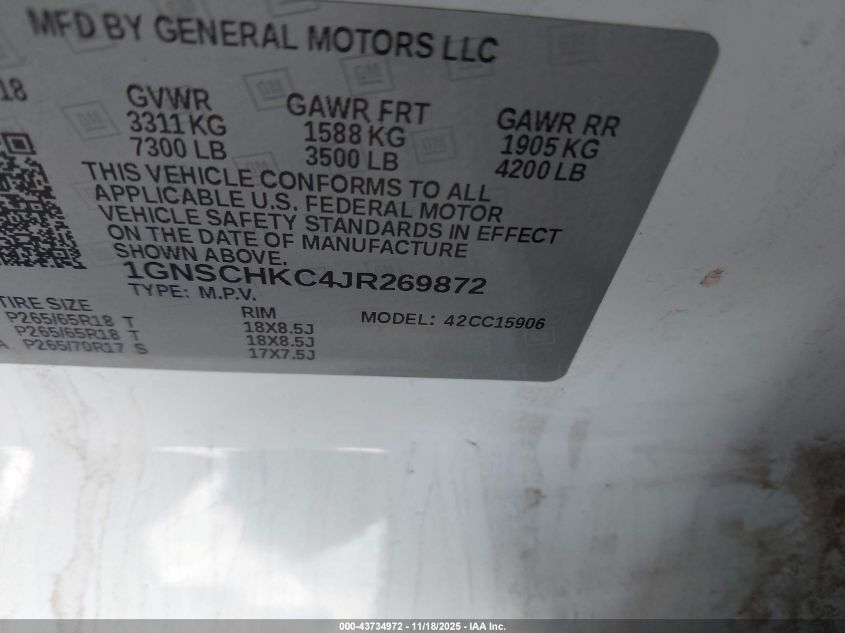 MFD BY GENERAL MOTORS LLC
18
GVWR
3311 KG
7300 LB
GAWR FRT
1588 KG
3500 LB
GAWR RR
1905 KG
4200 LB
THIS VEHICLE CONFORMS TO ALL
APPLICABLE U.S. FEDERAL MOTOR
VEHICLE SAFETY STANDARDS IN EFFECT
ON THE DATE OF MANUFACTURE
SHOWN ABOVE.
1GNSCHKC4JR269872
TYPE: M.P.V.
MODEL: 42CC15906
TIRE SIZE RIM
P265/65R18 T 18X8.5J
P265/65R18 T 18X8.5J
A P265/70R17 S 17X7.5J
000-43734972 - 11/18/2025 - IAA Inc.